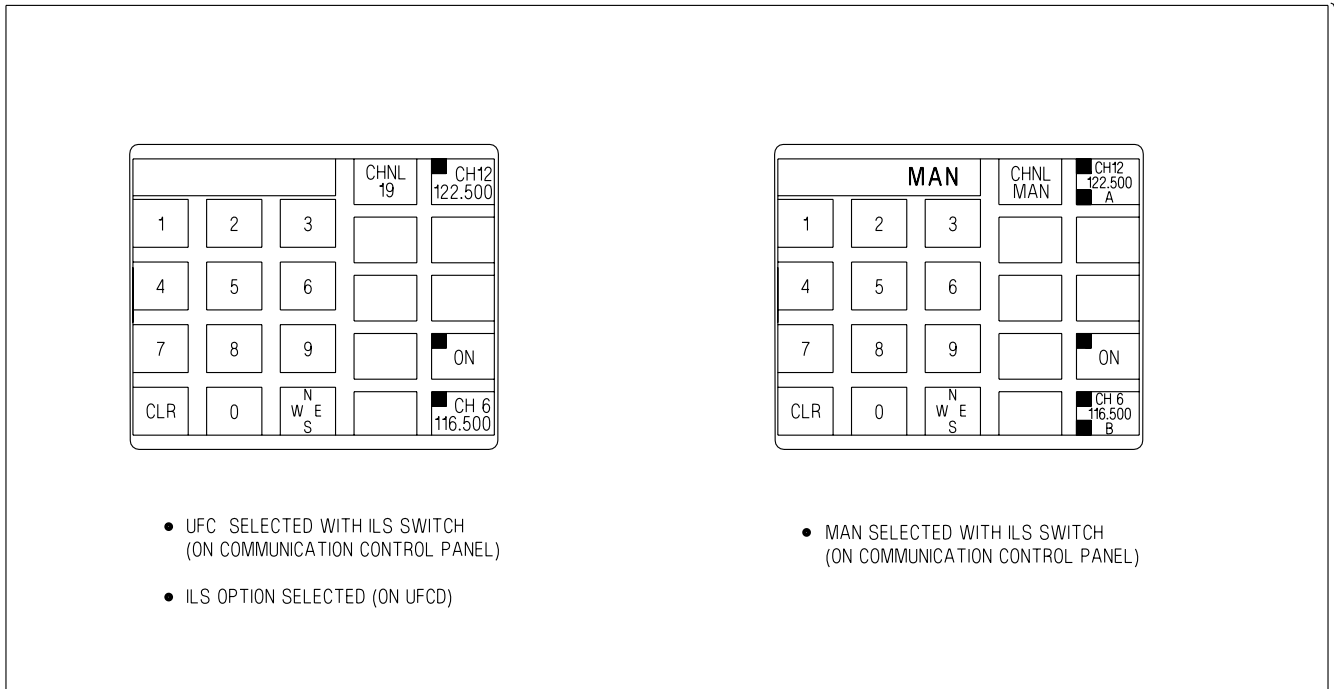 CHNL
19
CH12
122.500
1
2
3
4
5
6
7
8
9
ON
CLR
0
N
W E
S
CH 6
116.500
• UFC SELECTED WITH ILS SWITCH
(ON COMMUNICATION CONTROL PANEL)
• ILS OPTION SELECTED (ON UFCD)
MAN
CHNL
MAN
CH12
122.500
A
1
2
3
4
5
6
7
8
9
ON
CLR
0
N
W E
S
CH 6
116.500
B
• MAN SELECTED WITH ILS SWITCH
(ON COMMUNICATION CONTROL PANEL)